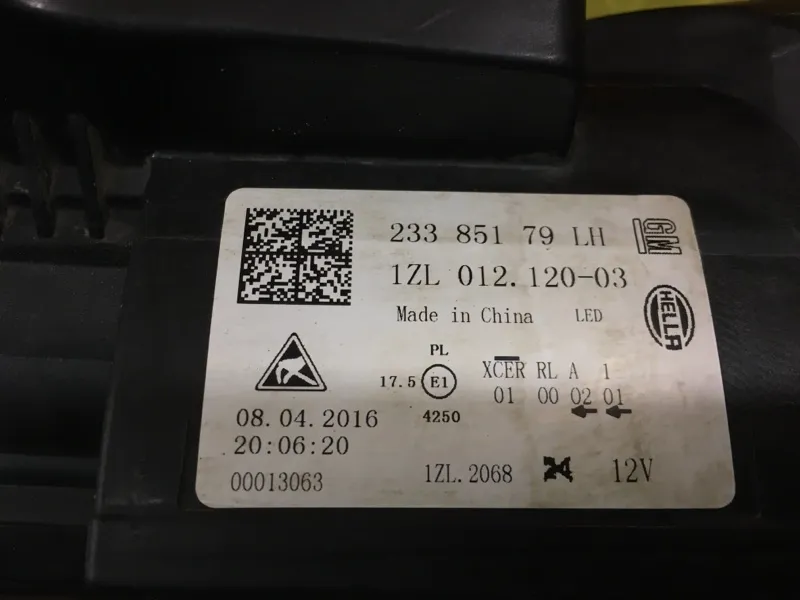 233 851 79 LH
GM
1ZL 012.120-03
HELLA
Made in China LED
PL
17.5 E1 XCER RL A 1
01 00 02 01
4250
08.04.2016
20:06:20
00013063
1ZL.2068 24 12V